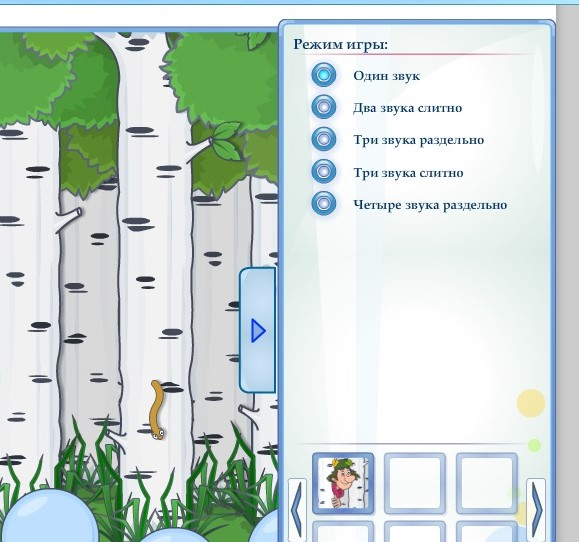 Режим игры:
Один звук
Два звука слитно
Три звука раздельно
Три звука слитно
Четыре звука раздельно